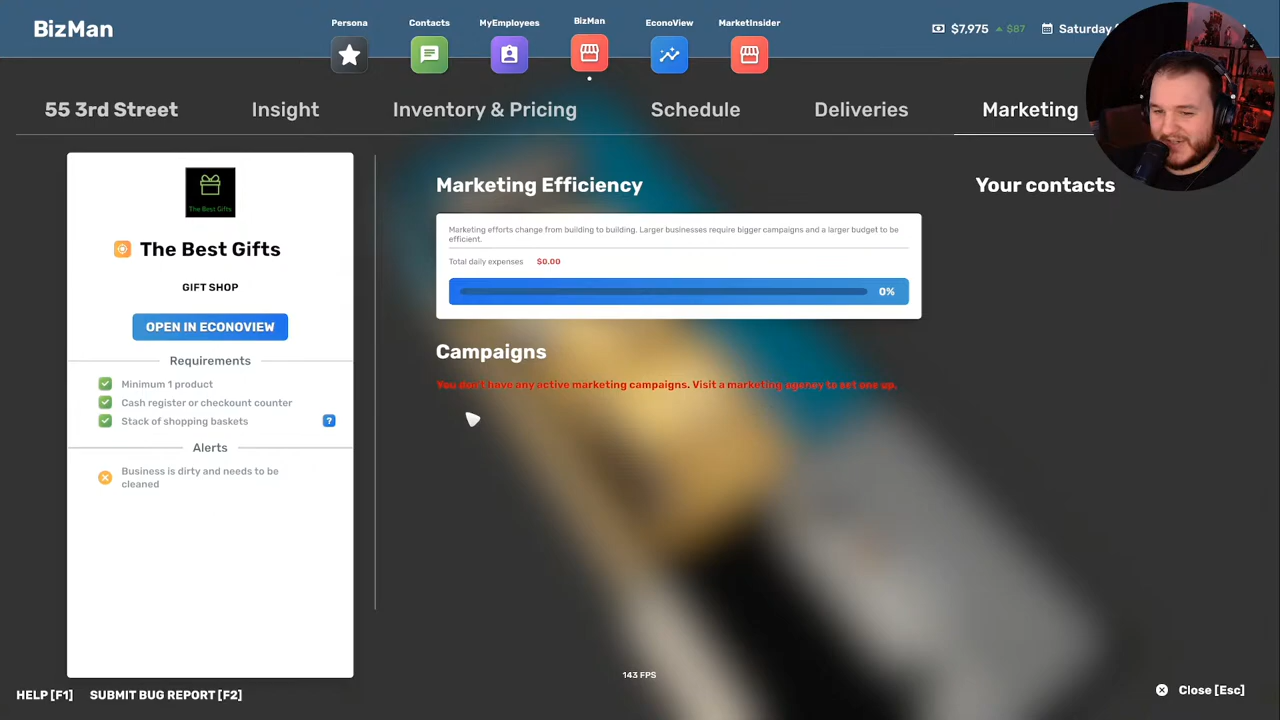 BizMan
Persona
Contacts
MyEmployees
BizMan
EconoView
MarketInsider
$7,975 $87
Saturday
55 3rd Street
Insight
Inventory & Pricing
Schedule
Deliveries
Marketing
The Best Gifts
The Best Gifts
GIFT SHOP
OPEN IN ECONOVIEW
Requirements
Minimum 1 product
Cash register or checkount counter
Stack of shopping baskets ?
Alerts
Business is dirty and needs to be
cleaned
Marketing Efficiency
Marketing efforts change from building to building. Larger businesses require bigger campaigns and a larger budget to be
efficient.
Total daily expenses $0.00
0%
Campaigns
You don't have any active marketing campaigns. Visit a marketing agency to set one up.
Your contacts
143 FPS
HELP [F1]
SUBMIT BUG REPORT [F2]
Close [Esc]